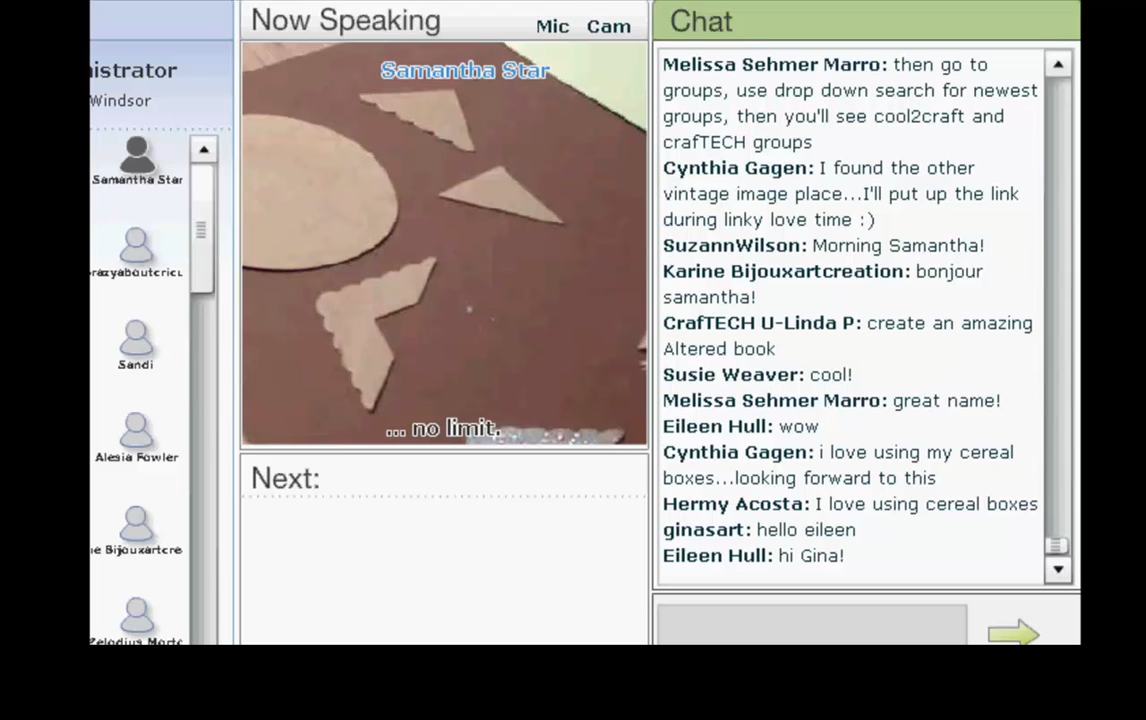 nistrator
Windsor
Samantha Star
Sandi
Alesia Fowler
Now Speaking
Mic Cam
Samantha Star
... no limit.
Next:
Chat
Melissa Sehmer Marro: then go to
groups, use drop down search for newest
groups, then you'll see cool2craft and
crafTECH groups
Cynthia Gagen: I found the other
vintage image place...I'll put up the link
during linky love time :)
SuzannWilson: Morning Samantha!
Karine Bijouxartcreation: bonjour
samantha!
CrafTECH U-Linda P: create an amazing
Altered book
Susie Weaver: cool!
Melissa Sehmer Marro: great name!
Eileen Hull: wow
Cynthia Gagen: i love using my cereal
boxes...looking forward to this
Hermy Acosta: I love using cereal boxes
ginasart: hello eileen
Eileen Hull: hi Gina!